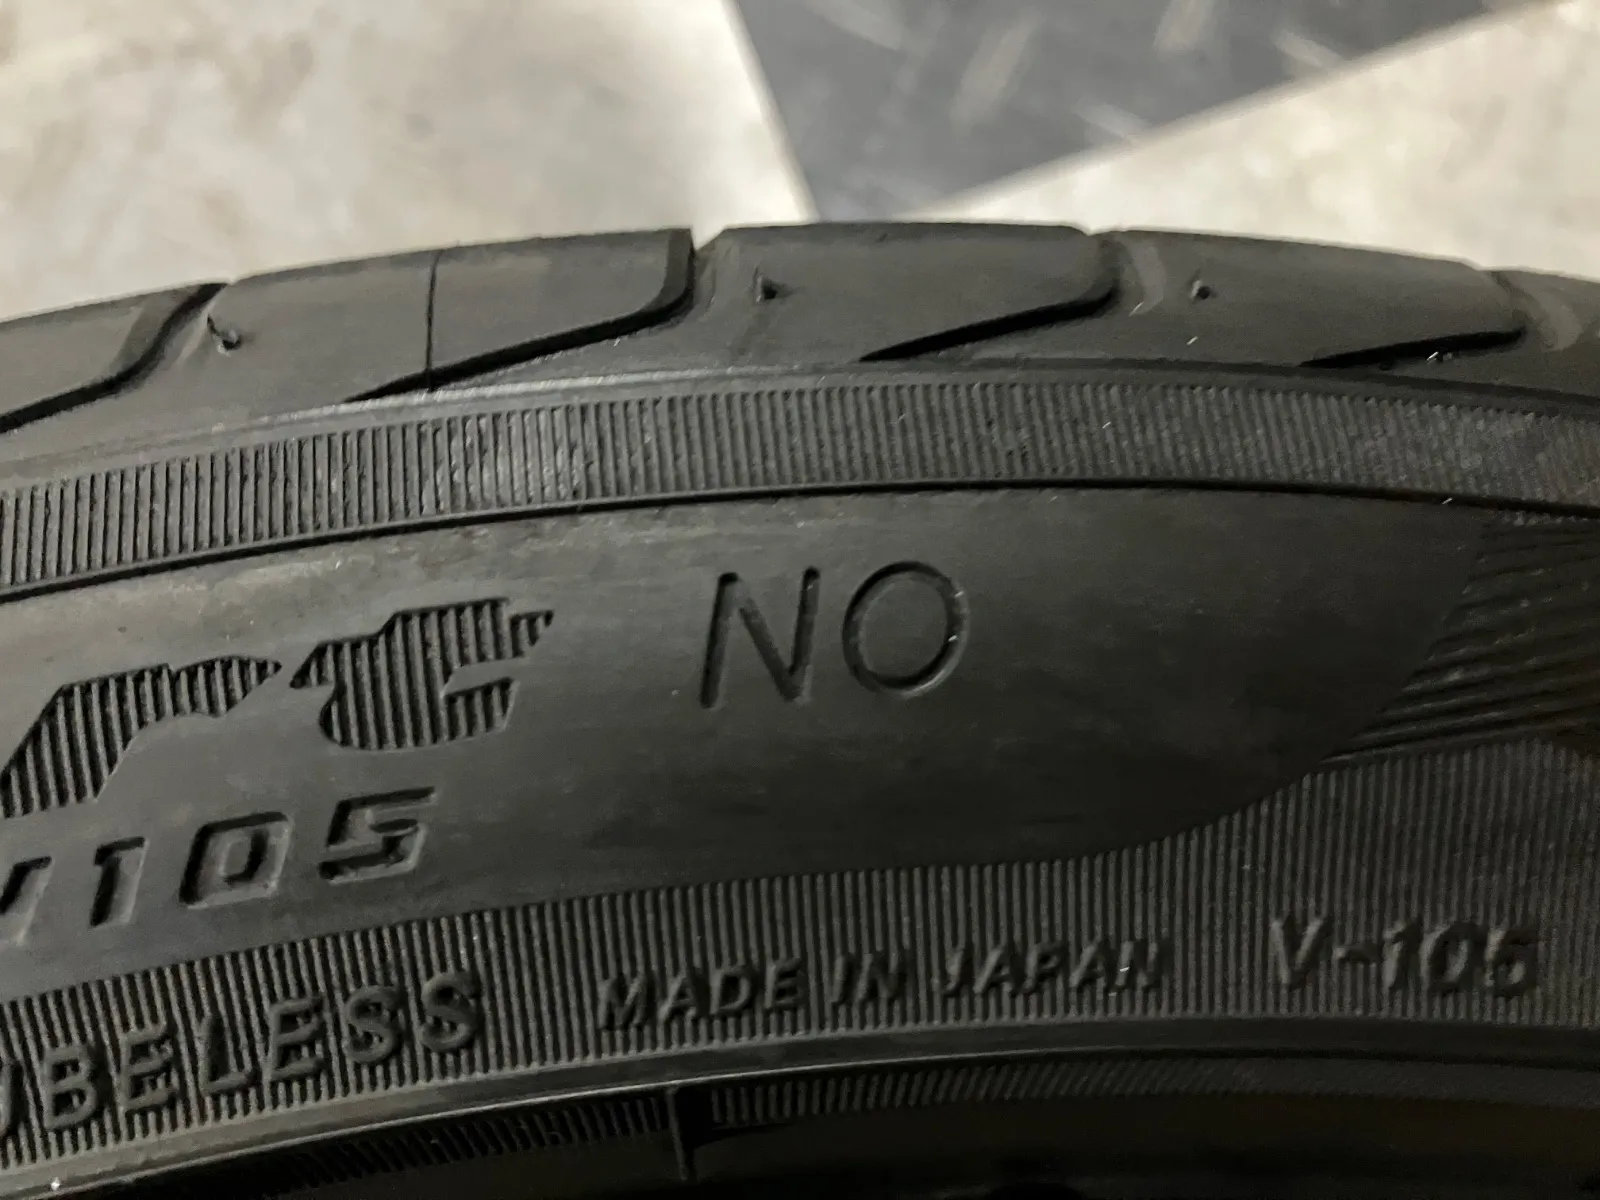 NO
V105
UBELESS MADE IN JAPAN V-105